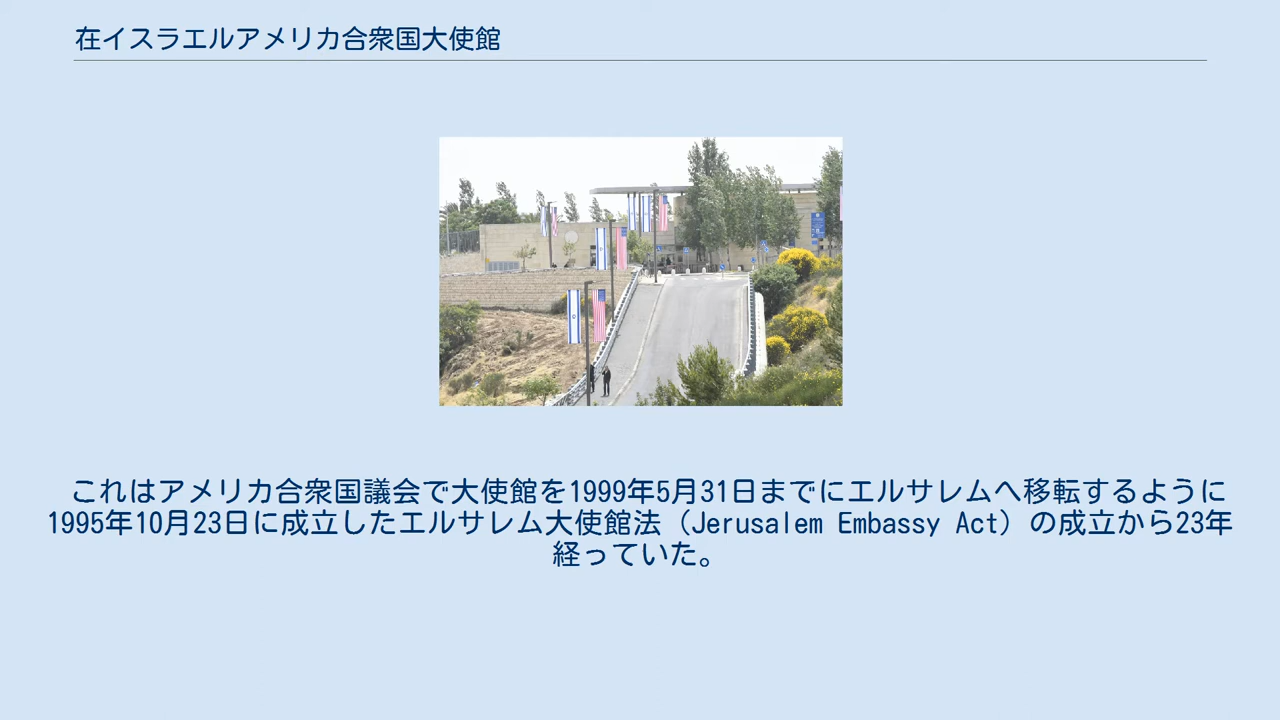 在イスラエルアメリカ合衆国大使館
これはアメリカ合衆国議会で大使館を1999年5月31日までにエルサレムへ移転するように
1995年10月23日に成立したエルサレム大使館法（Jerusalem Embassy Act）の成立から23年
経っていた。